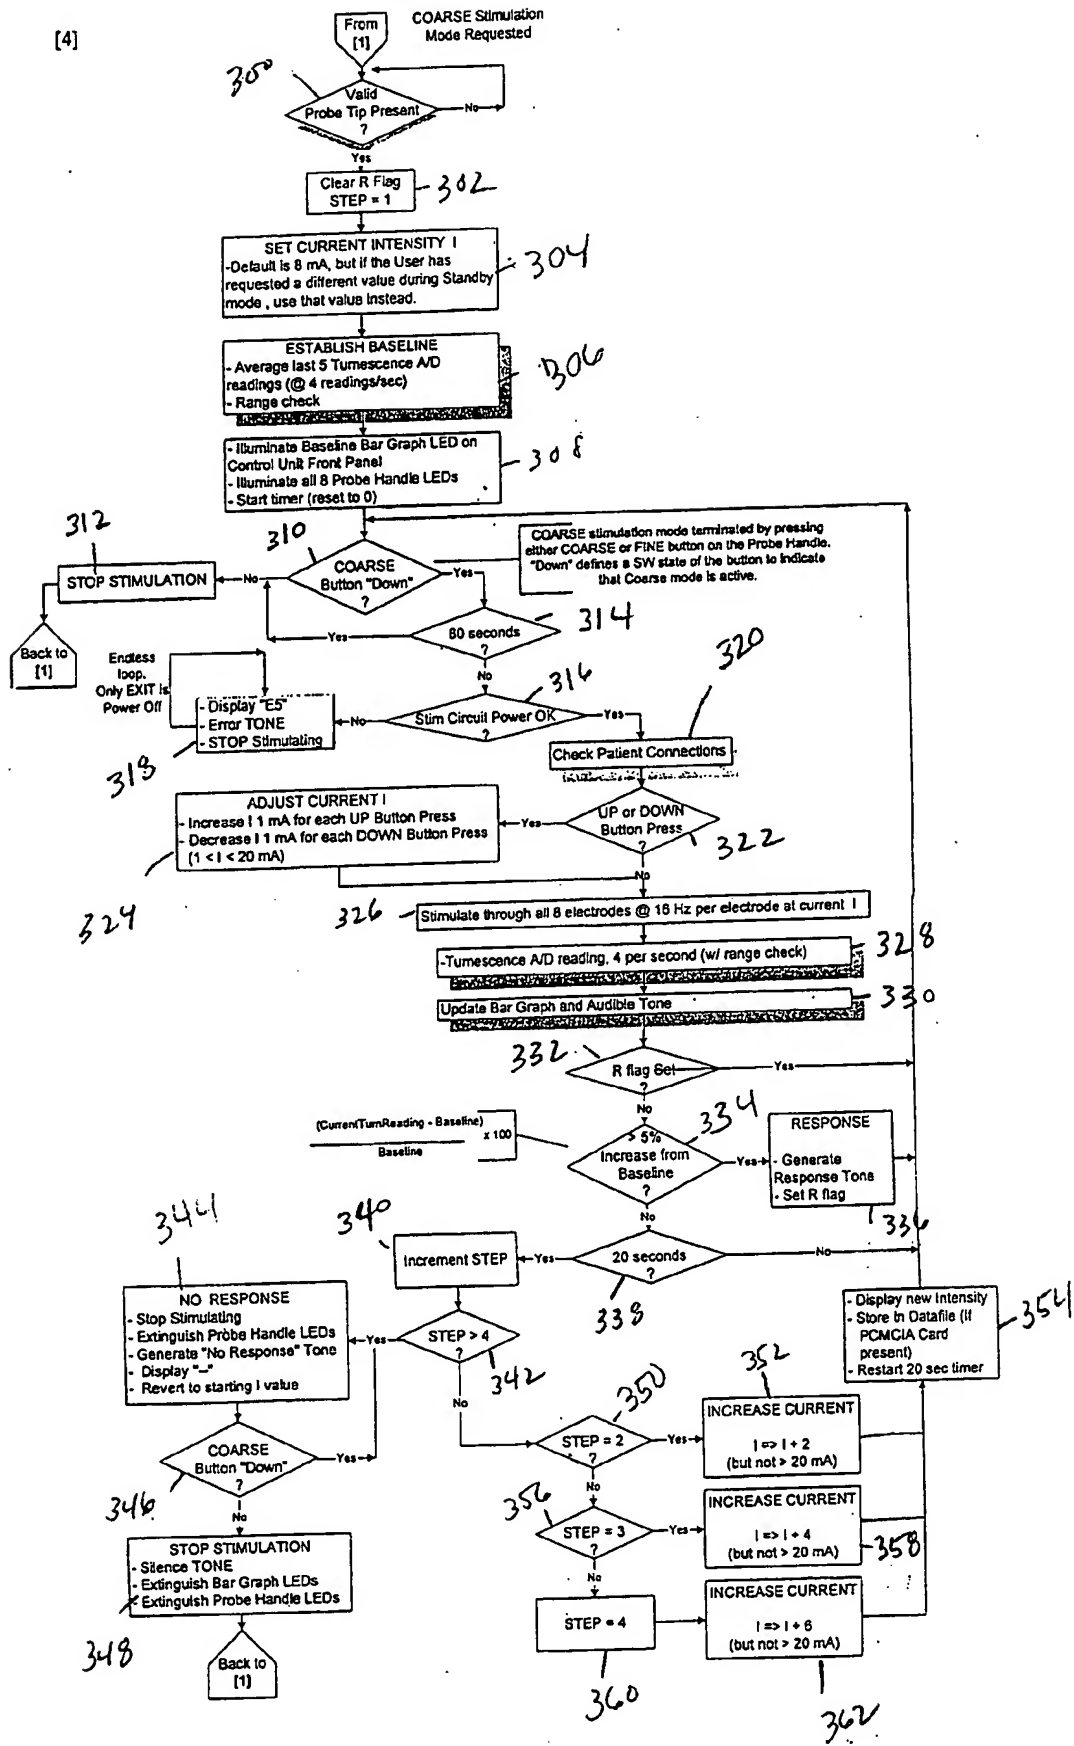 [4]
From
[1]
COARSE Stimulation
Mode Requested
300
Valid
Probe Tip Present
?
No
Yes
Clear R Flag
STEP = 1
302
SET CURRENT INTENSITY I
-Default is 8 mA, but if the User has
requested a different value during Standby
mode , use that value instead.
304
ESTABLISH BASELINE
- Average last 5 Tumescence A/D
readings (@ 4 readings/sec)
- Range check
306
- Illuminate Baseline Bar Graph LED on
Control Unit Front Panel
- Illuminate all 8 Probe Handle LEDs
- Start timer (reset to 0)
308
312
310
STOP STIMULATION
No
COARSE
Button "Down"
?
Yes
COARSE stimulation mode terminated by pressing
either COARSE or FINE button on the Probe Handle.
"Down" defines a SW state of the button to indicate
that Coarse mode is active.
Back to
[1]
Yes
80 seconds
?
314
No
Endless
loop.
Only EXIT is
Power Off
- Display "E5"
- Error TONE
- STOP Stimulating
318
No
Stim Circuit Power OK
?
316
Yes
320
Check Patient Connections
ADJUST CURRENT I
- Increase I 1 mA for each UP Button Press
- Decrease I 1 mA for each DOWN Button Press
(1 < I < 20 mA)
324
Yes
UP or DOWN
Button Press
?
322
No
326
Stimulate through all 8 electrodes @ 16 Hz per electrode at current I
-Tumescence A/D reading, 4 per second (w/ range check)
328
Update Bar Graph and Audible Tone
330
332
R flag Set
?
Yes
No
(CurrentTumReading - Baseline)
Baseline
x 100
> 5%
Increase from
Baseline
?
334
Yes
RESPONSE
- Generate
Response Tone
- Set R flag
336
No
344
340
Increment STEP
Yes
20 seconds
?
No
338
NO RESPONSE
- Stop Stimulating
- Extinguish Probe Handle LEDs
- Generate "No Response" Tone
- Display "--"
- Revert to starting I value
Yes
STEP > 4
?
342
No
- Display new Intensity
- Store in Datafile (if
PCMCIA Card
present)
- Restart 20 sec timer
354
350
352
STEP = 2
?
Yes
INCREASE CURRENT
I => I + 2
(but not > 20 mA)
COARSE
Button "Down"
?
Yes
346
No
No
356
STEP = 3
?
Yes
INCREASE CURRENT
I => I + 4
(but not > 20 mA)
358
No
STOP STIMULATION
- Silence TONE
- Extinguish Bar Graph LEDs
- Extinguish Probe Handle LEDs
348
STEP = 4
360
INCREASE CURRENT
I => I + 6
(but not > 20 mA)
362
Back to
[1]